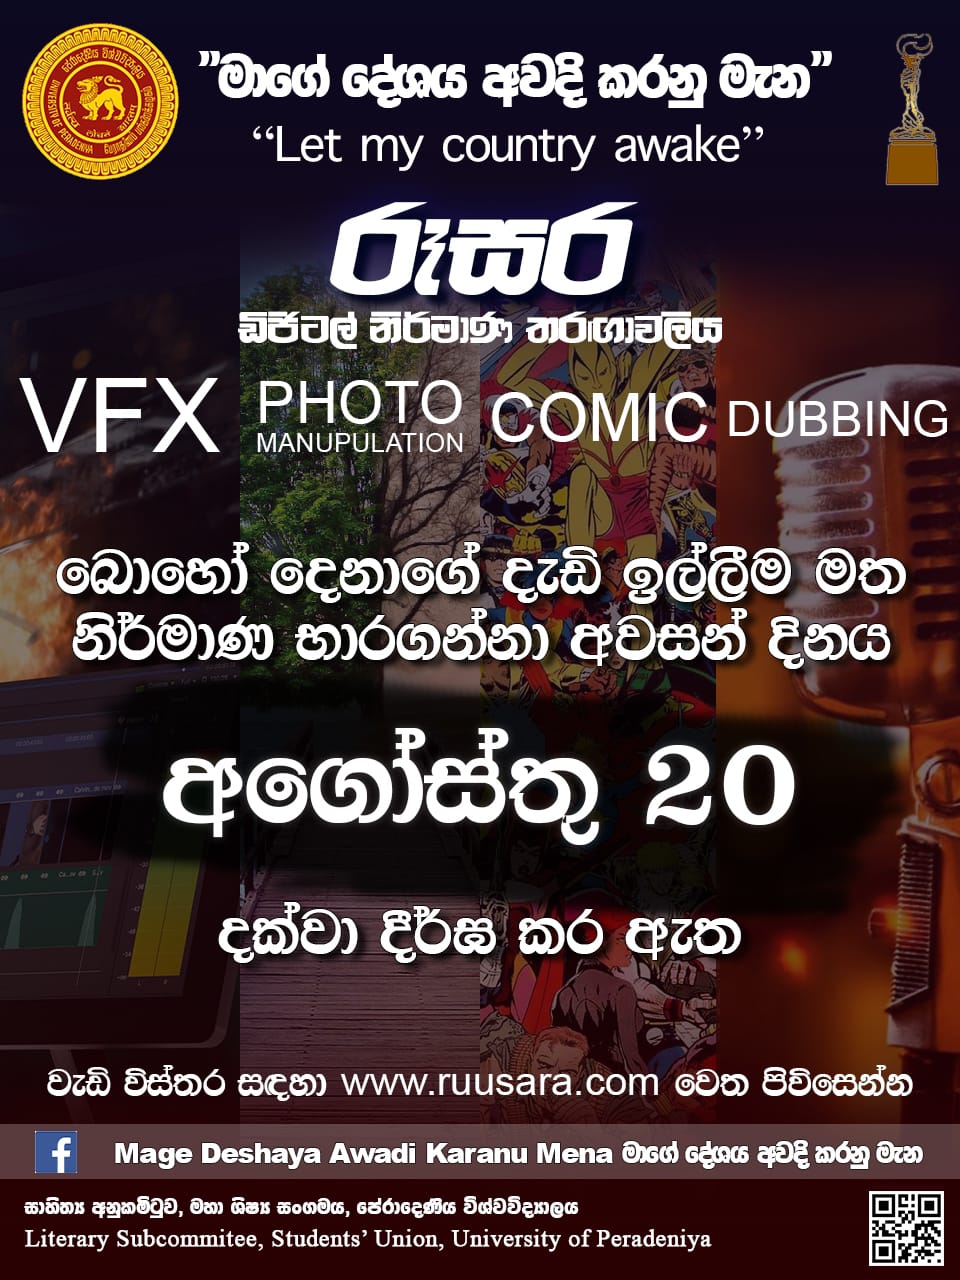 "මාගේ දේශය අවදි කරනු මැන"
“Let my country awake”
රූසර
ඩිජිටල් නිර්මාණ තරඟාවලිය
VFX
PHOTO
MANUPULATION
COMIC
DUBBING
බොහෝ දෙනාගේ දැඩි ඉල්ලීම මත
නිර්මාණ භාරගන්නා අවසන් දිනය
අගෝස්තු 20
දක්වා දීර්ඝ කර ඇත
වැඩි විස්තර සඳහා www.ruusara.com වෙත පිවිසෙන්න
Mage Deshaya Awadi Karanu Mena මාගේ දේශය අවදි කරනු මැන
සාහිත්‍ය අනුකමිටුව, මහා ශිෂ්‍ය සංගමය, පේරාදෙණිය විශ්වවිද්‍යාලය
Literary Subcommitee, Students’ Union, University of Peradeniya